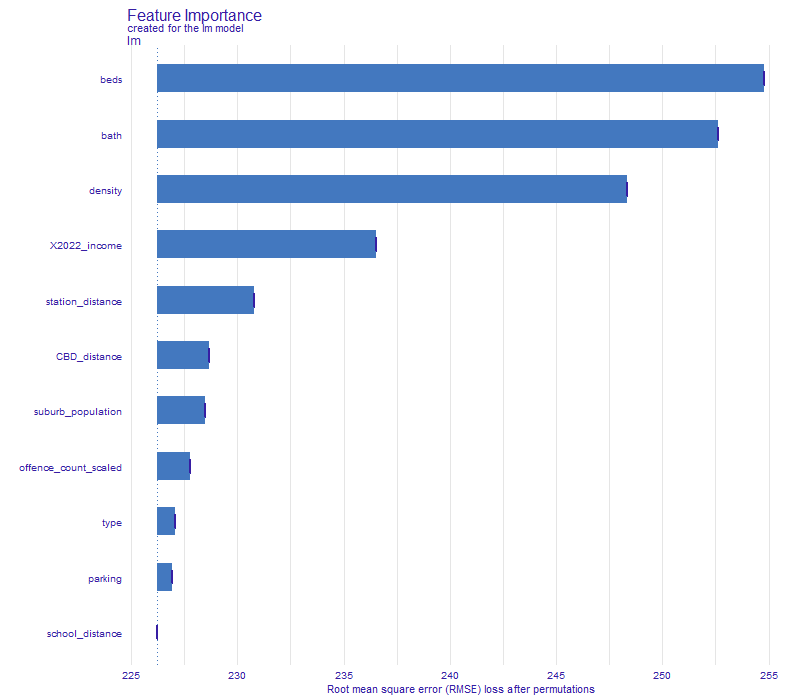 Feature Importance
created for the lm model
lm
beds
bath
density
X2022_income
station_distance
CBD_distance
suburb_population
offence_count_scaled
type
parking
school_distance
225 230 235 240 245 250 255
Root mean square error (RMSE) loss after permutations